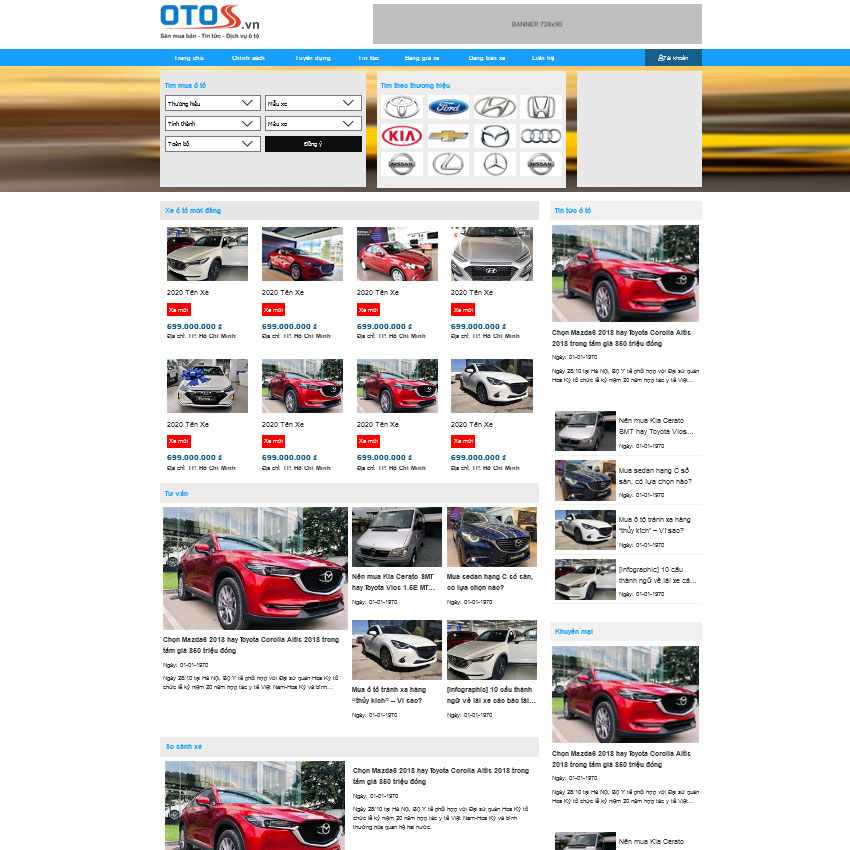 OTOS.vn
Sàn mua bán - Tin tức - Dịch vụ ô tô
BANNER 728x90
Trang chủ
Chính sách
Tuyển dụng
Tin tức
Bảng giá xe
Đăng bán xe
Liên hệ
Tài khoản
Tìm mua ô tô
Thương hiệu
Mẫu xe
Tỉnh thành
Màu xe
Toàn bộ
Đồng ý
Tìm theo thương hiệu
Ford
KIA
NISSAN
NISSAN
Xe ô tô mới đăng
2020 Tên Xe
Xe mới
699.000.000 đ
Địa chỉ: TP. Hồ Chí Minh
2020 Tên Xe
Xe mới
699.000.000 đ
Địa chỉ: TP. Hồ Chí Minh
2020 Tên Xe
Xe mới
699.000.000 đ
Địa chỉ: TP. Hồ Chí Minh
2020 Tên Xe
Xe mới
699.000.000 đ
Địa chỉ: TP. Hồ Chí Minh
2020 Tên Xe
Xe mới
699.000.000 đ
Địa chỉ: TP. Hồ Chí Minh
2020 Tên Xe
Xe mới
699.000.000 đ
Địa chỉ: TP. Hồ Chí Minh
2020 Tên Xe
Xe mới
699.000.000 đ
Địa chỉ: TP. Hồ Chí Minh
2020 Tên Xe
Xe mới
699.000.000 đ
Địa chỉ: TP. Hồ Chí Minh
Tư vấn
Chọn Mazda6 2018 hay Toyota Corolla Altis 2018 trong
tầm giá 850 triệu đồng
Ngày: 01-01-1970
Ngày 28/10 tại Hà Nội, Bộ Y tế phối hợp với Đại sứ quán Hoa Kỳ tổ
chức lễ kỷ niệm 20 năm hợp tác y tế Việt Nam-Hoa Kỳ và bình...
Nên mua Kia Cerato SMT
hay Toyota Vios 1.5E MT...
Ngày: 01-01-1970
Mua sedan hạng C số sàn,
có lựa chọn nào?
Ngày: 01-01-1970
Mua ô tô tránh xa hàng
“thủy kích” – Vì sao?
Ngày: 01-01-1970
[Infographic] 10 câu thành
ngữ về lái xe các bác tài...
Ngày: 01-01-1970
So sánh xe
Chọn Mazda6 2018 hay Toyota Corolla Altis 2018 trong
tầm giá 850 triệu đồng
Ngày: 01-01-1970
Ngày 28/10 tại Hà Nội, Bộ Y tế phối hợp với Đại sứ quán Hoa Kỳ tổ
chức lễ kỷ niệm 20 năm hợp tác y tế Việt Nam-Hoa Kỳ và bình
thường hóa quan hệ hai nước.
Tin tức ô tô
Chọn Mazda6 2018 hay Toyota Corolla Altis
2018 trong tầm giá 850 triệu đồng
Ngày: 01-01-1970
Ngày 28/10 tại Hà Nội, Bộ Y tế phối hợp với Đại sứ quán
Hoa Kỳ tổ chức lễ kỷ niệm 20 năm hợp tác y tế Việt...
Nên mua Kia Cerato
SMT hay Toyota Vios...
Ngày: 01-01-1970
Mua sedan hạng C số
sàn, có lựa chọn nào?
Ngày: 01-01-1970
Mua ô tô tránh xa hàng
“thủy kích” – Vì sao?
Ngày: 01-01-1970
[Infographic] 10 câu
thành ngữ về lái xe cá...
Ngày: 01-01-1970
Khuyến mại
Chọn Mazda6 2018 hay Toyota Corolla Altis
2018 trong tầm giá 850 triệu đồng
Ngày: 01-01-1970
Ngày 28/10 tại Hà Nội, Bộ Y tế phối hợp với Đại sứ quán
Hoa Kỳ tổ chức lễ kỷ niệm 20 năm hợp tác y tế Việt...
Nên mua Kia Cerato